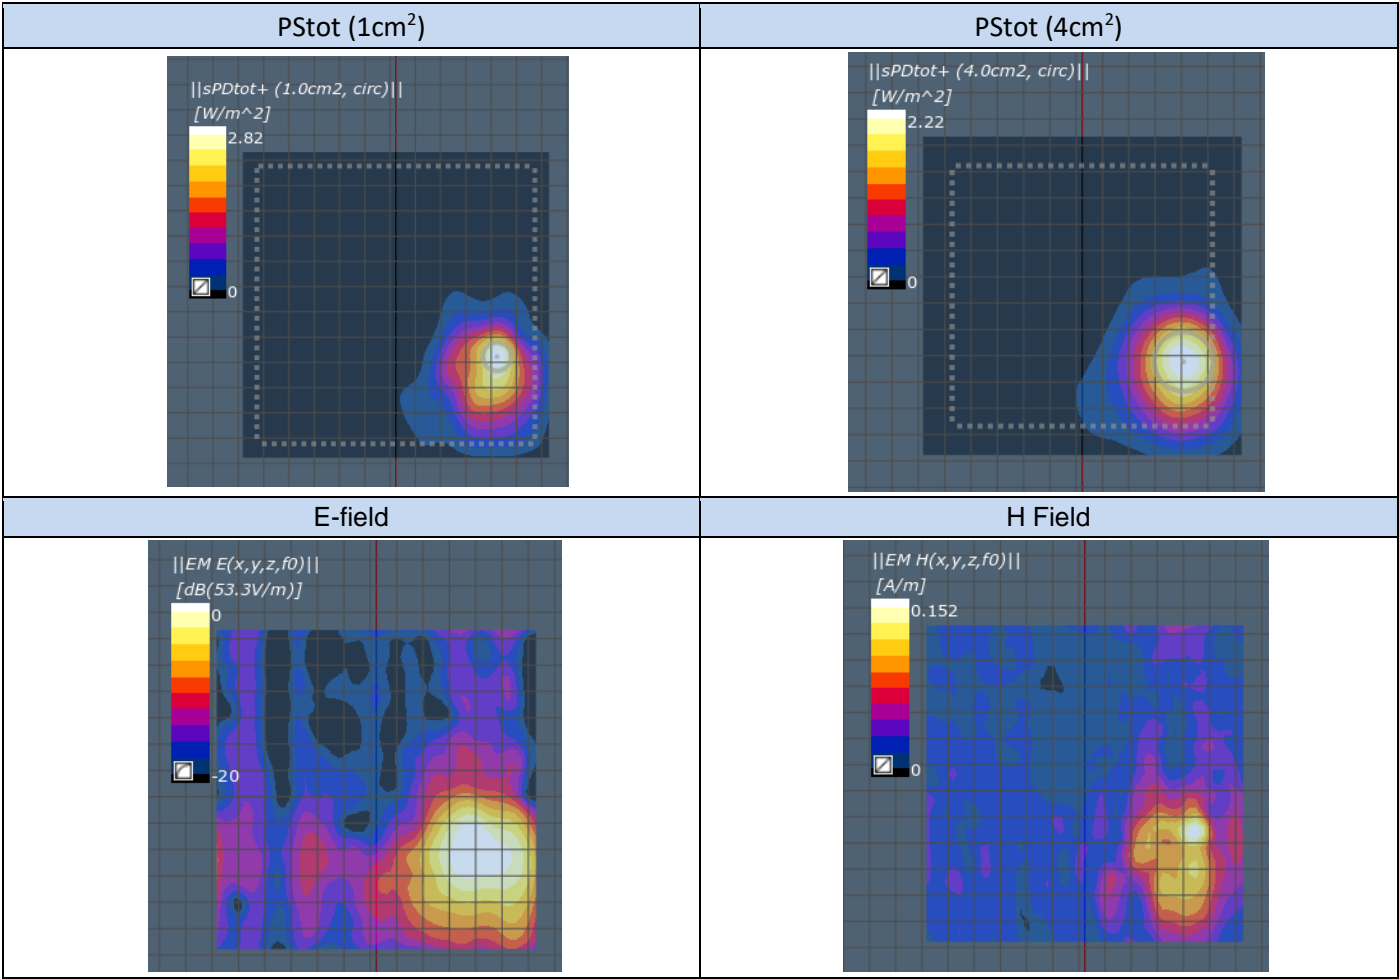 PStot (1cm²)
PStot (4cm²)
||sPDtot+ (1.0cm2, circ)||
[W/m^2]
2.82
0
||sPDtot+ (4.0cm2, circ)||
[W/m^2]
2.22
0
E-field
H Field
||EM E(x,y,z,f0)||
[dB(53.3V/m)]
0
-20
||EM H(x,y,z,f0)||
[A/m]
0.152
0